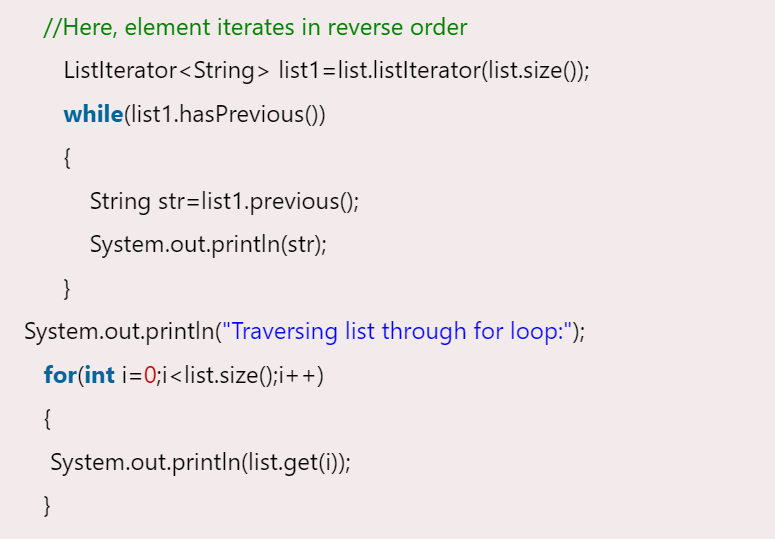 //Here, element iterates in reverse order
ListIterator<String> list1=list.listIterator(list.size());
while(list1.hasPrevious())
{
String str=list1.previous();
System.out.println(str);
}
System.out.println("Traversing list through for loop:");
for(int i=0;i<list.size();i++)
{
System.out.println(list.get(i));
}